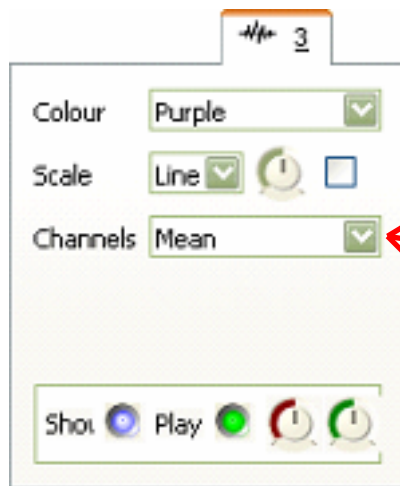 3
Colour Purple
Scale Line
Channels Mean
Shou Play